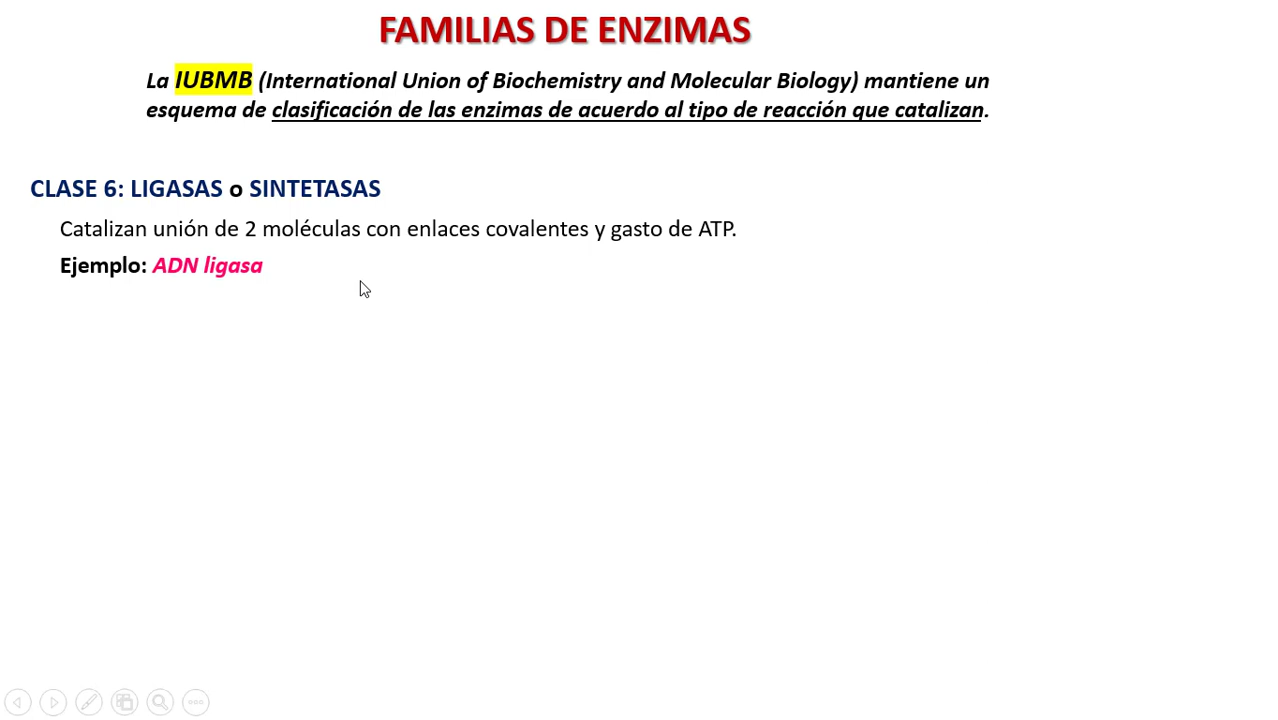 FAMILIAS DE ENZIMAS
La IUBMB (International Union of Biochemistry and Molecular Biology) mantiene un
esquema de clasificación de las enzimas de acuerdo al tipo de reacción que catalizan.
CLASE 6: LIGASAS o SINTETASAS
Catalizan unión de 2 moléculas con enlaces covalentes y gasto de ATP.
Ejemplo: ADN ligasa